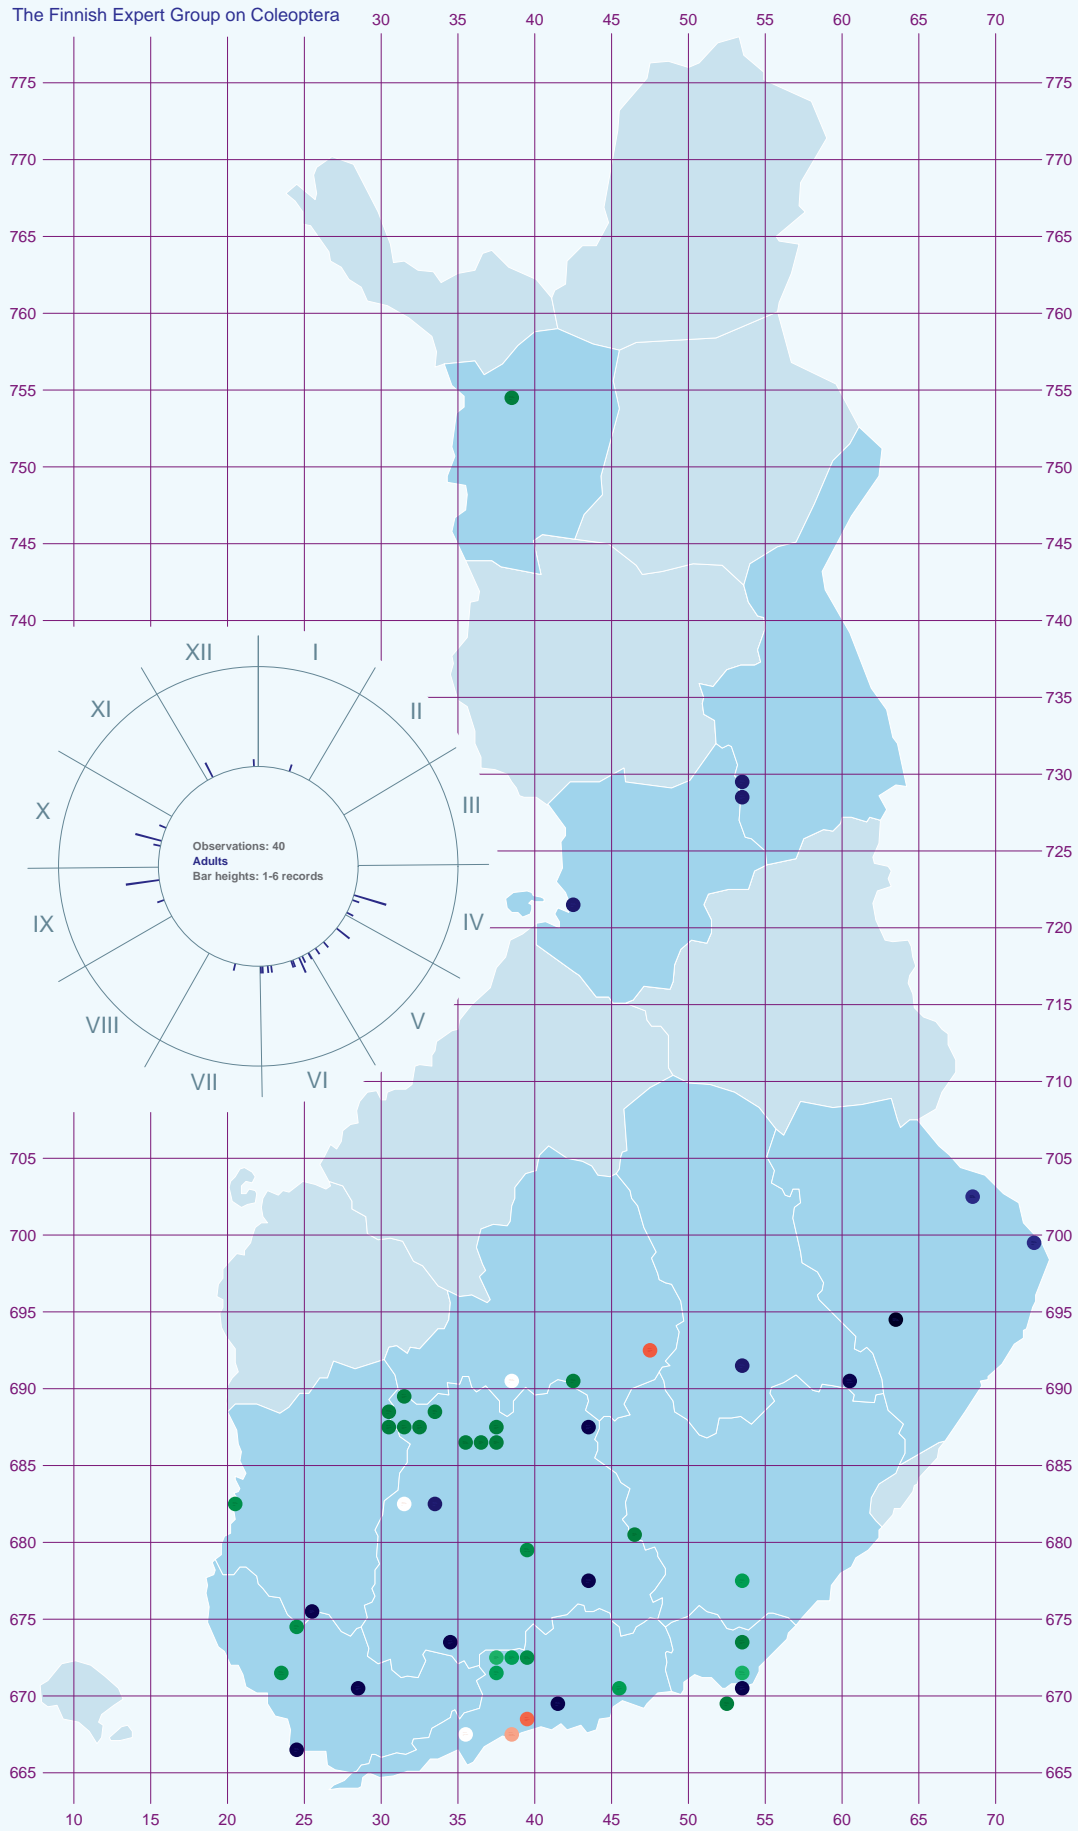 The Finnish Expert Group on Coleoptera
30 35 40 45 50 55 60 65 70
775 775
770 770
765 765
760 760
755 755
750 750
745 745
740 740
XII I
XI II
735
730
X III
Observations: 40
Adults
Bar heights: 1-6 records
725
IX IV
720
VIII V
715
VII VI
710
705 705
700 700
695 695
690 690
685 685
680 680
675 675
670 670
665 665
10 15 20 25 30 35 40 45 50 55 60 65 70